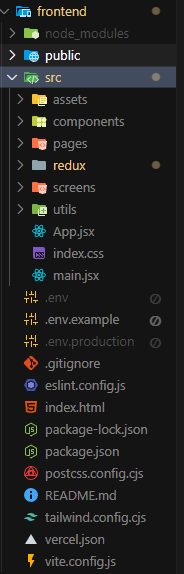 frontend
node_modules
public
src
assets
components
pages
redux
screens
utils
App.jsx
index.css
main.jsx
.env
.env.example
.env.production
.gitignore
eslint.config.js
index.html
package-lock.json
package.json
postcss.config.cjs
README.md
tailwind.config.cjs
vercel.json
vite.config.js